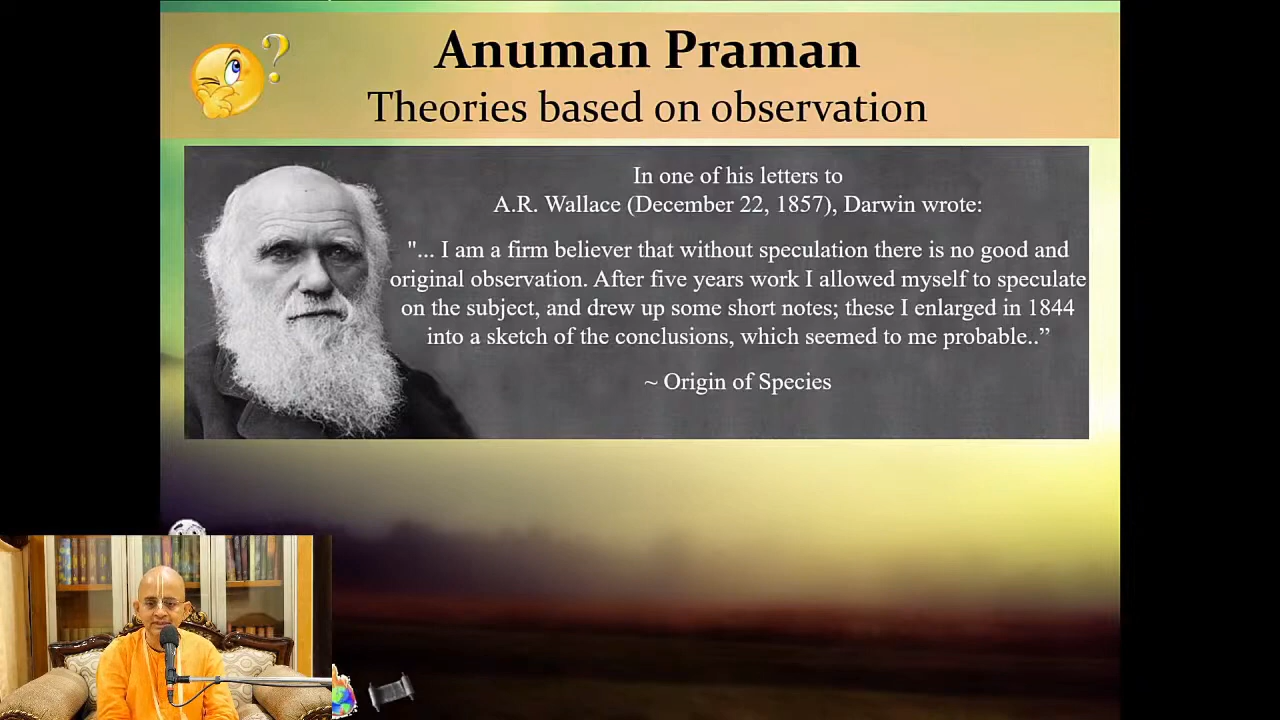 Anuman Praman
Theories based on observation
In one of his letters to
A.R. Wallace (December 22, 1857), Darwin wrote:
"... I am a firm believer that without speculation there is no good and
original observation. After five years work I allowed myself to speculate
on the subject, and drew up some short notes; these I enlarged in 1844
into a sketch of the conclusions, which seemed to me probable..”
~ Origin of Species